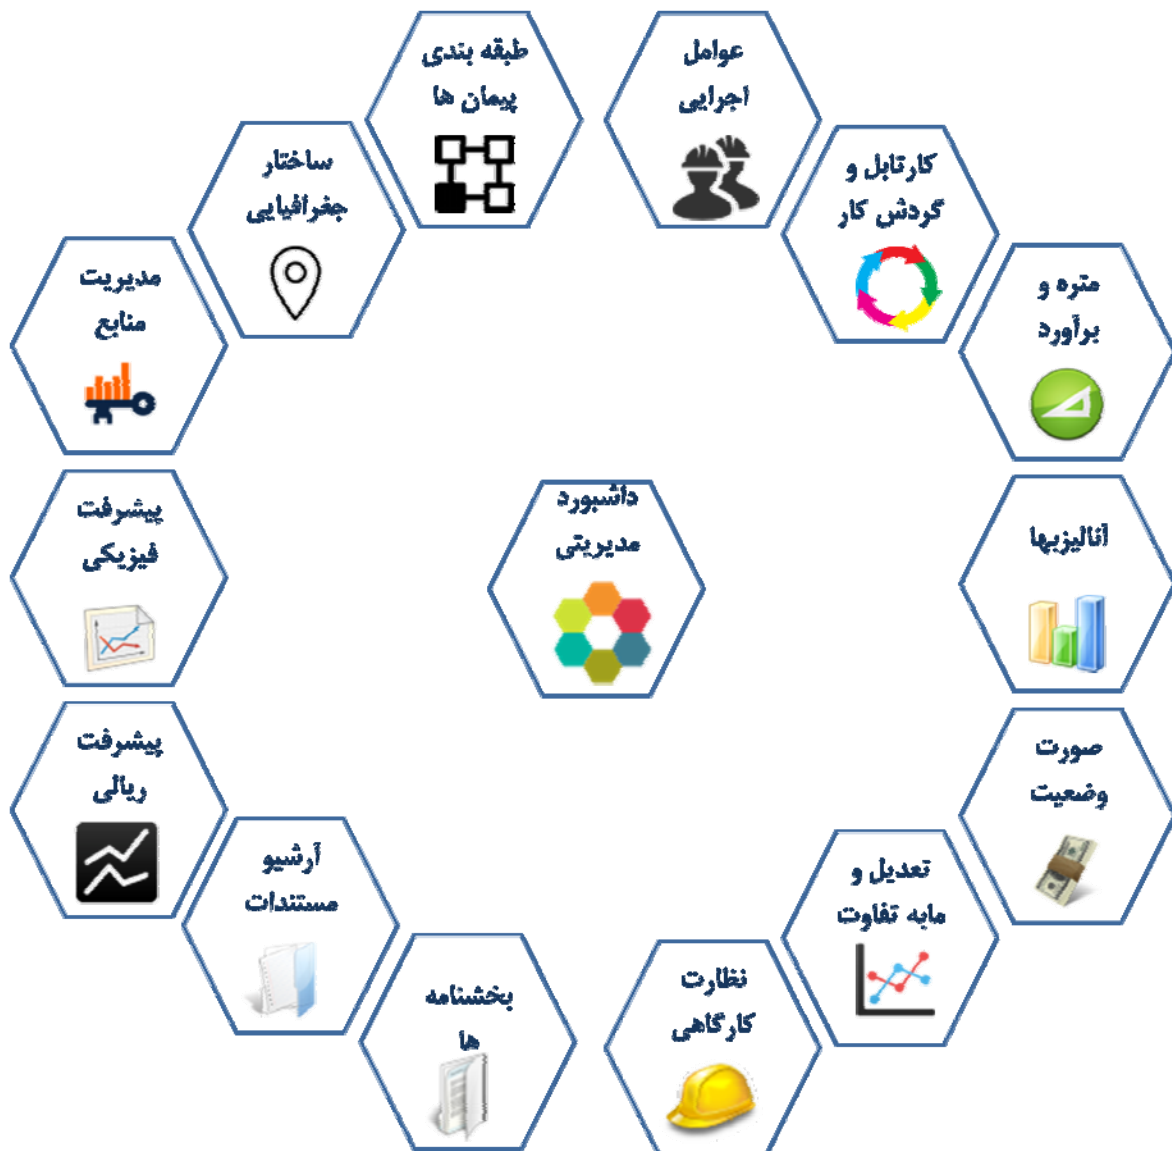 عوامل
اجرایی
طبقه بندی
پیمان ها
کارتابل و
گردش کار
ساختار
جغرافیایی
متره و
برآورد
مدیریت
منابع
آنالیزبها
پیشرفت
فیزیکی
داشبورد
مدیریتی
صورت
وضعیت
پیشرفت
ریالی
تعدیل و
مابه تفاوت
آرشیو
مستندات
نظارت
کارگاهی
بخشنامه
ها